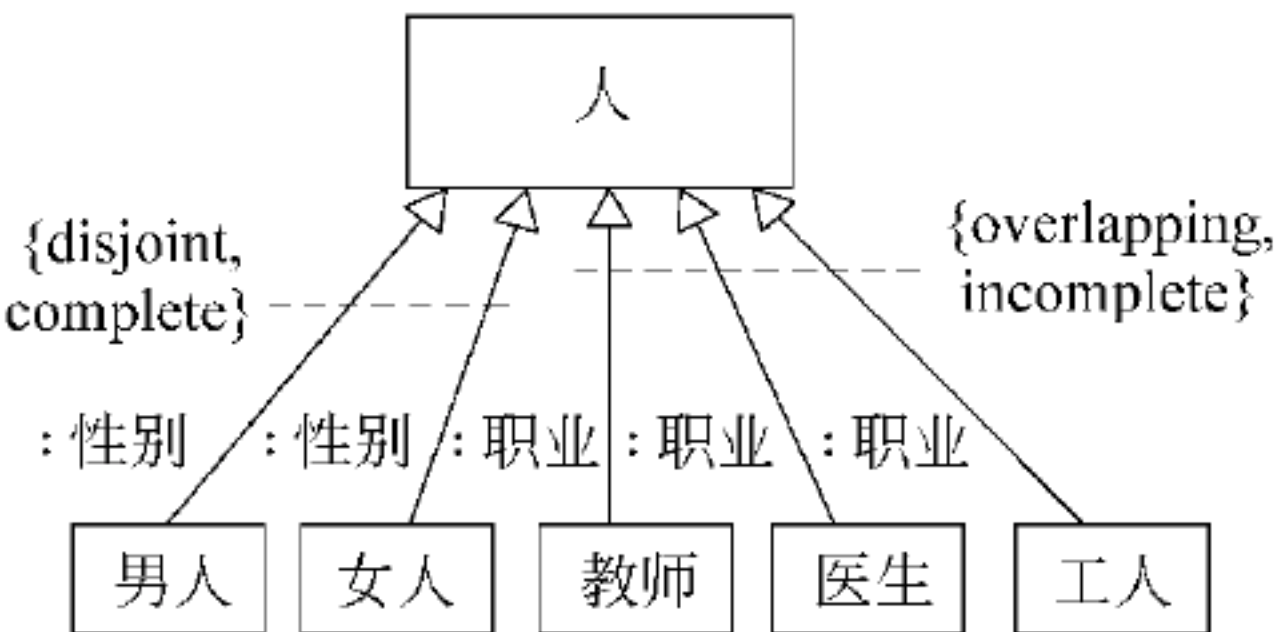 人
{disjoint,
complete}
{overlapping,
incomplete}
:性别
:性别
:职业
:职业
:职业
男人
女人
教师
医生
工人